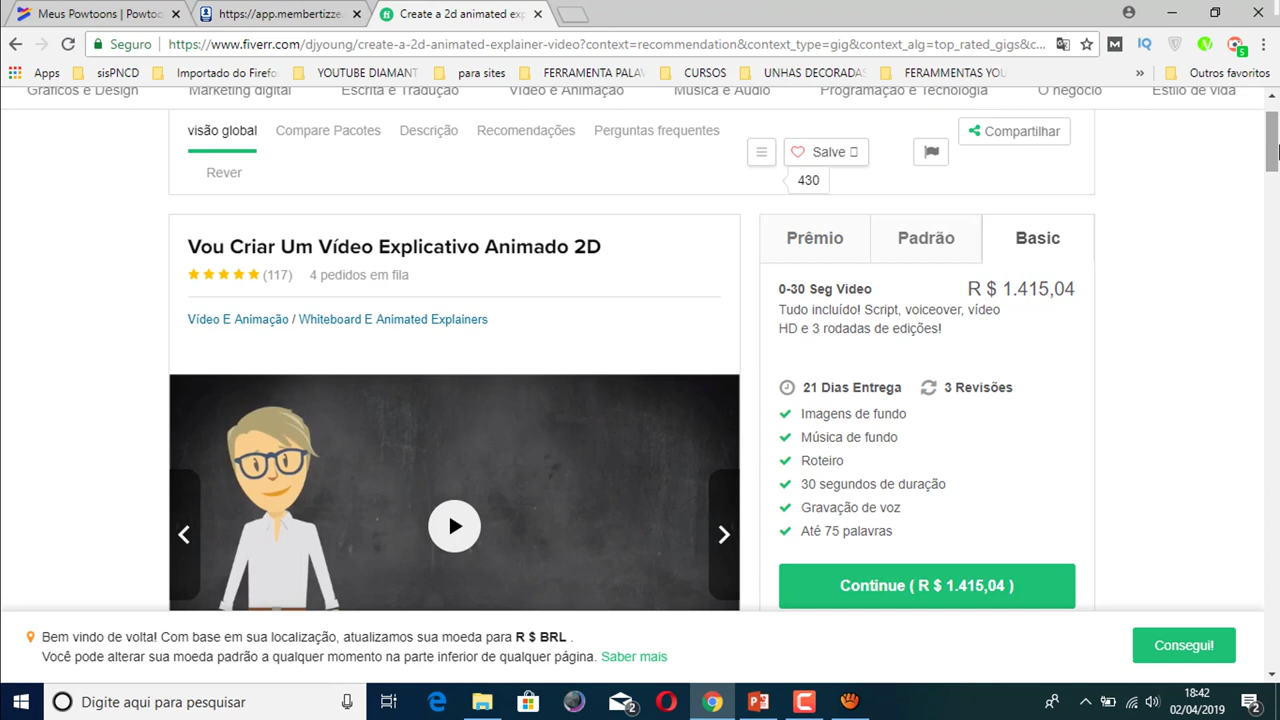 Meus Powtoons | Powtoo
https://app.membertizze
Create a 2d animated exp
Seguro
https://www.fiverr.com/djyoung/create-a-2d-animated-explainer-video?context=recommendation&context_type=gig&context_alg=top_rated_gigs&c...
Apps
sisPNCD
Importado do Firefo
YOUTUBE DIAMANT
para sites
FERRAMENTA PALAV
CURSOS
UNHAS DECORADAS
FERAMMENTAS YOU
»
Outros favoritos
Gráficos e Design
Marketing digital
Escrita e Tradução
Vídeo e Animação
Música e Áudio
Programação e Tecnologia
O negócio
Estilo de vida
visão global
Compare Pacotes
Descrição
Recomendações
Perguntas frequentes
Rever
Salve
430
Compartilhar
Vou Criar Um Vídeo Explicativo Animado 2D
(117) 4 pedidos em fila
Vídeo E Animação / Whiteboard E Animated Explainers
Prêmio
Padrão
Basic
0-30 Seg Video
R $ 1.415,04
Tudo incluído! Script, voiceover, vídeo
HD e 3 rodadas de edições!
21 Dias Entrega
3 Revisões
Imagens de fundo
Música de fundo
Roteiro
30 segundos de duração
Gravação de voz
Até 75 palavras
Continue ( R $ 1.415,04 )
Bem vindo de volta! Com base em sua localização, atualizamos sua moeda para R $ BRL .
Você pode alterar sua moeda padrão a qualquer momento na parte inferior de qualquer página. Saber mais
Consegui!
Digite aqui para pesquisar
18:42
02/04/2019